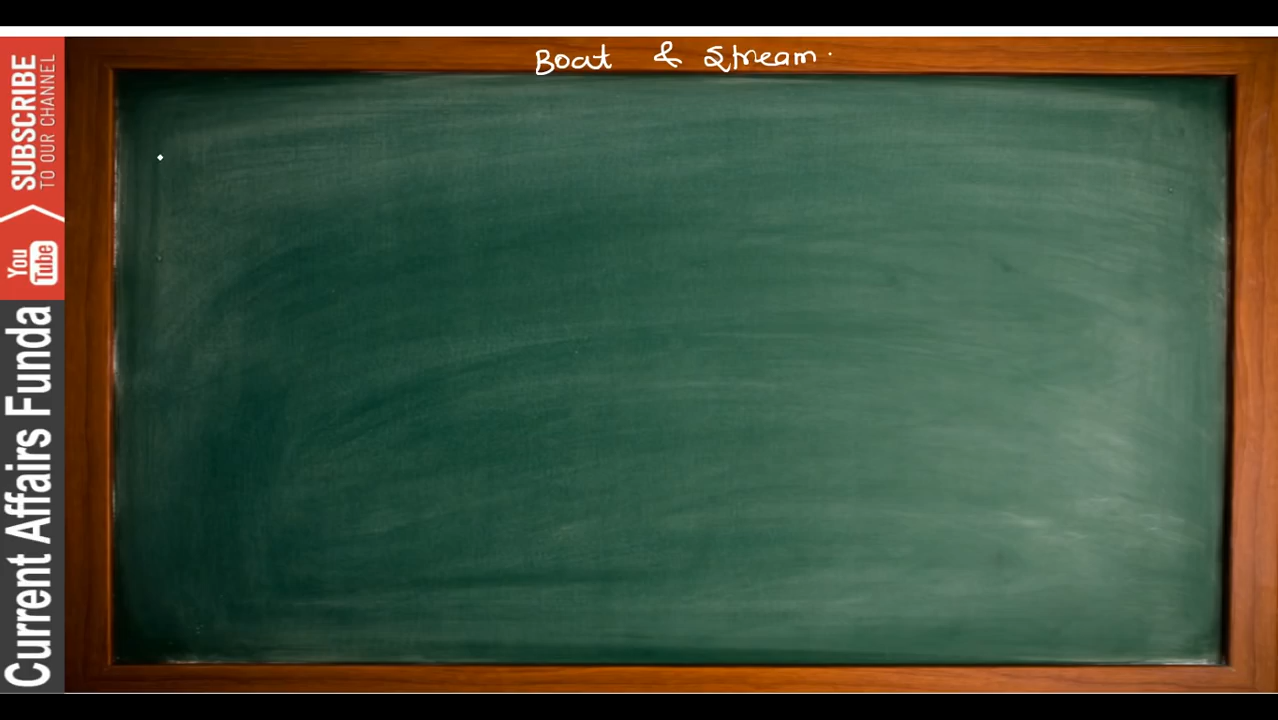 Boat & Stream.
SUBSCRIBE
TO OUR CHANNEL
You
Tube
Current Affairs Funda